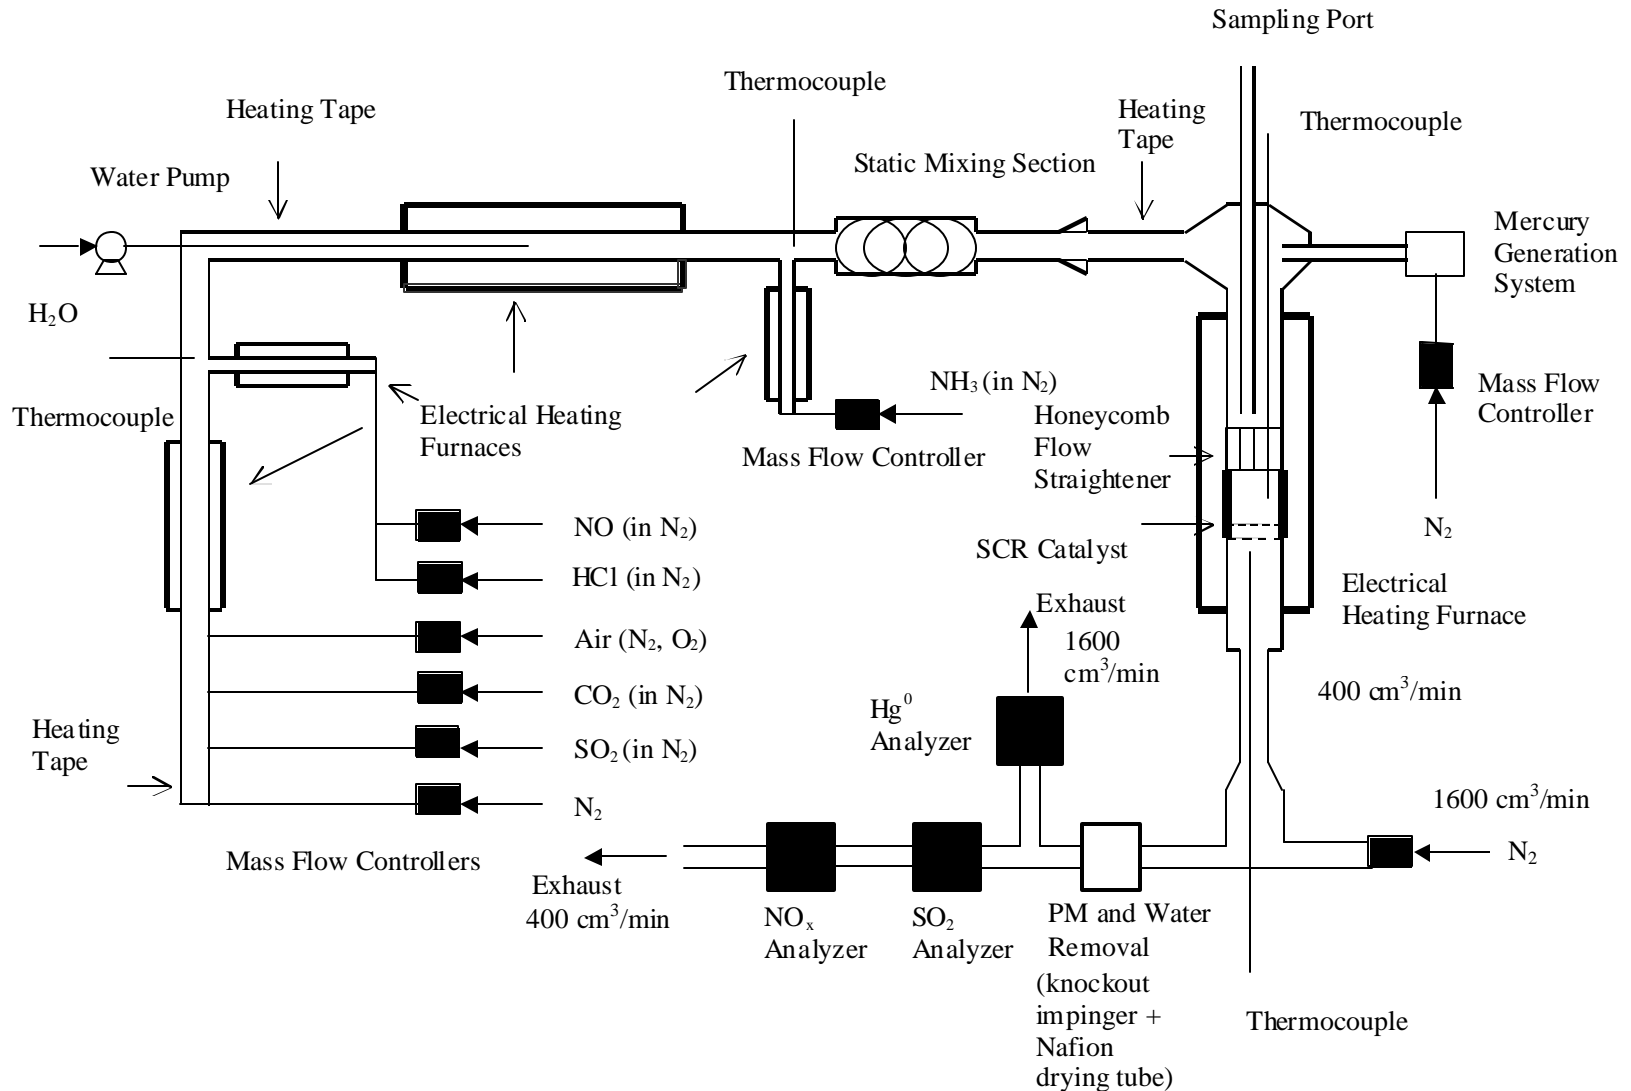 Sampling Port
Thermocouple
Heating Tape
Heating
Tape
Thermocouple
Static Mixing Section
Water Pump
Mercury
Generation
System
H₂O
NH₃ (in N₂)
Mass Flow
Controller
Thermocouple
Electrical Heating
Furnaces
Honeycomb
Flow
Straightener
Mass Flow Controller
NO (in N₂)
N₂
SCR Catalyst
HCl (in N₂)
Electrical
Heating Furnace
Exhaust
1600
cm³/min
Air (N₂, O₂)
CO₂ (in N₂)
400 cm³/min
Hg⁰
Analyzer
Heating
Tape
SO₂ (in N₂)
1600 cm³/min
N₂
N₂
Mass Flow Controllers
Exhaust
400 cm³/min
NOₓ
Analyzer
SO₂
Analyzer
PM and Water
Removal
(knockout
impinger +
Nafion
drying tube)
Thermocouple